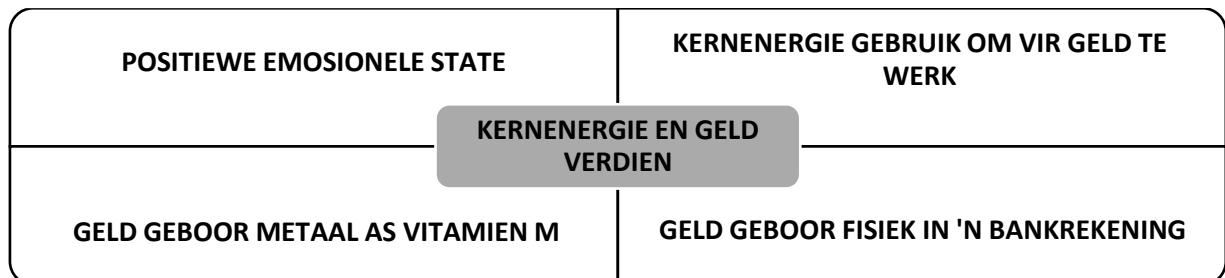 POSITIEWE EMOSIONELE STATE
KERNENERGIE GEBRUIK OM VIR GELD TE
WERK
KERNENERGIE EN GELD
VERDIEN
GELD GEBOOR METAAL AS VITAMIEN M
GELD GEBOOR FISIEK IN 'N BANKREKENING